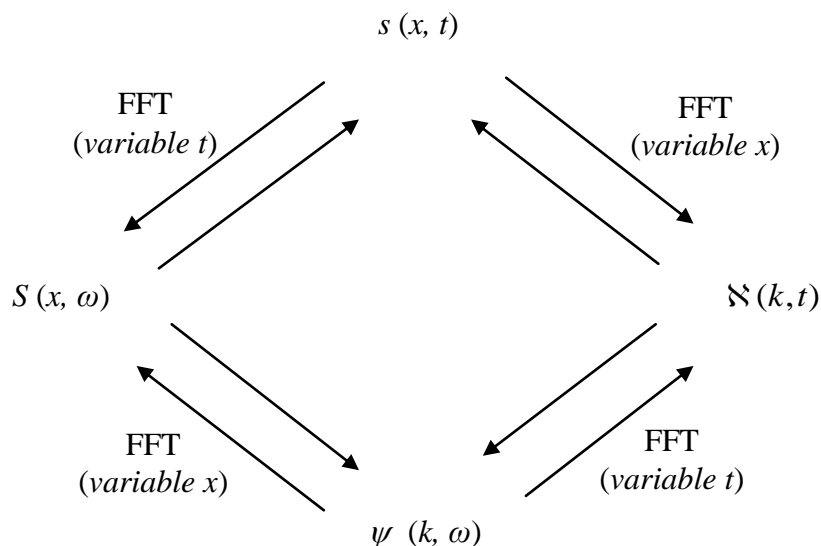 s (x, t)
FFT
(variable t)
FFT
(variable x)
S (x, ω)
ℵ (k, t)
FFT
(variable x)
FFT
(variable t)
ψ (k, ω)